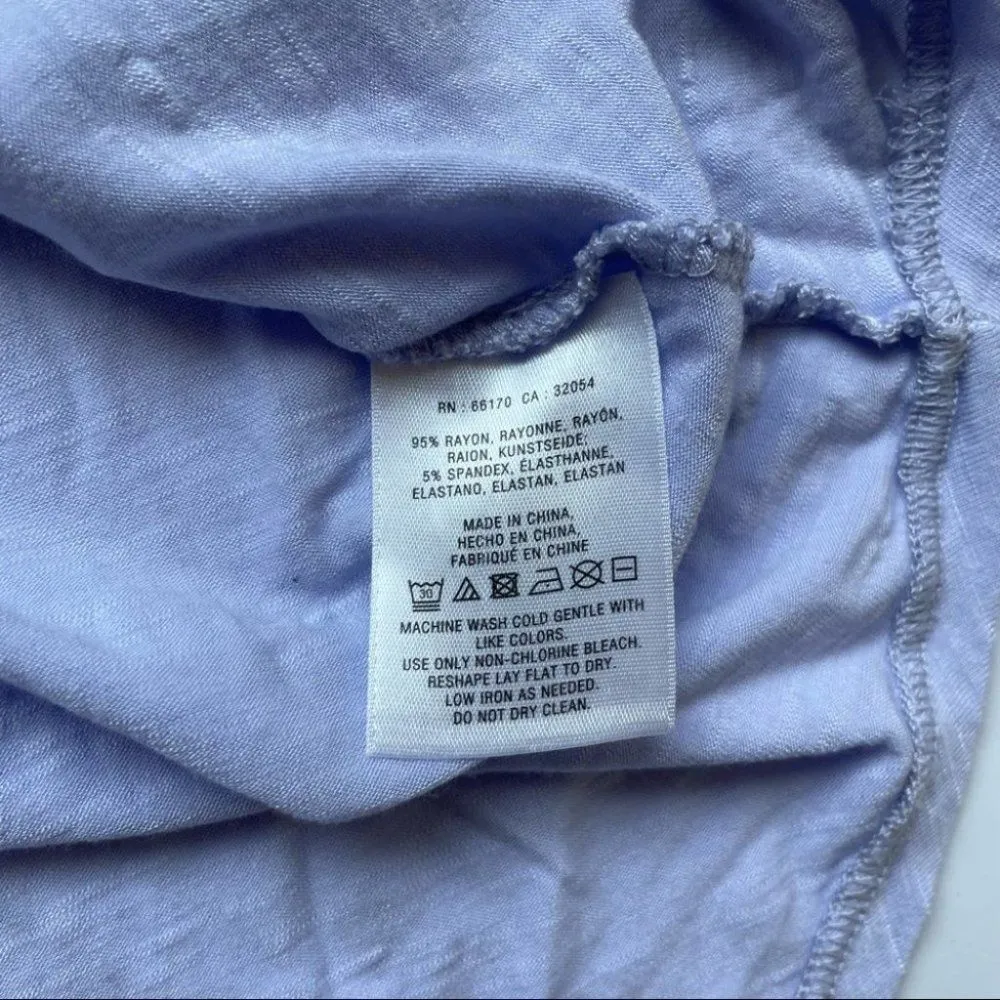 RN : 66170 CA : 32054
95% RAYON, RAYONNE, RAYÓN,
RAION, KUNSTSEIDE;
5% SPANDEX, ÉLASTHANNE,
ELASTANO, ELASTAN, ELASTAN
MADE IN CHINA,
HECHO EN CHINA,
FABRIQUÉ EN CHINE
30
MACHINE WASH COLD GENTLE WITH
LIKE COLORS.
USE ONLY NON-CHLORINE BLEACH.
RESHAPE LAY FLAT TO DRY.
LOW IRON AS NEEDED.
DO NOT DRY CLEAN.